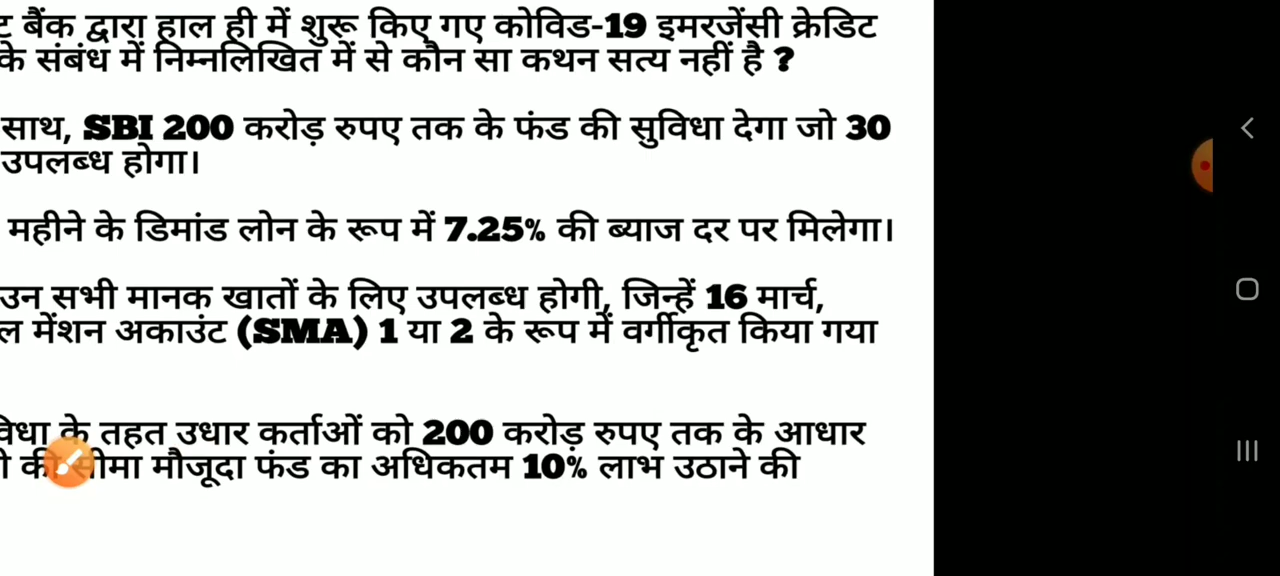 बैंक द्वारा हाल ही में शुरू किए गए कोविड-19 इमरजेंसी क्रेडिट
के संबंध में निम्नलिखित में से कौन सा कथन सत्य नहीं है ?
साथ, SBI 200 करोड़ रुपए तक के फंड की सुविधा देगा जो 30
उपलब्ध होगा।
महीने के डिमांड लोन के रूप में 7.25% की ब्याज दर पर मिलेगा।
उन सभी मानक खातों के लिए उपलब्ध होगी, जिन्हें 16 मार्च,
मेंशन अकाउंट (SMA) 1 या 2 के रूप में वर्गीकृत किया गया
के तहत उधार कर्ताओं को 200 करोड़ रुपए तक के आधार
की सीमा मौजूदा फंड का अधिकतम 10% लाभ उठाने की